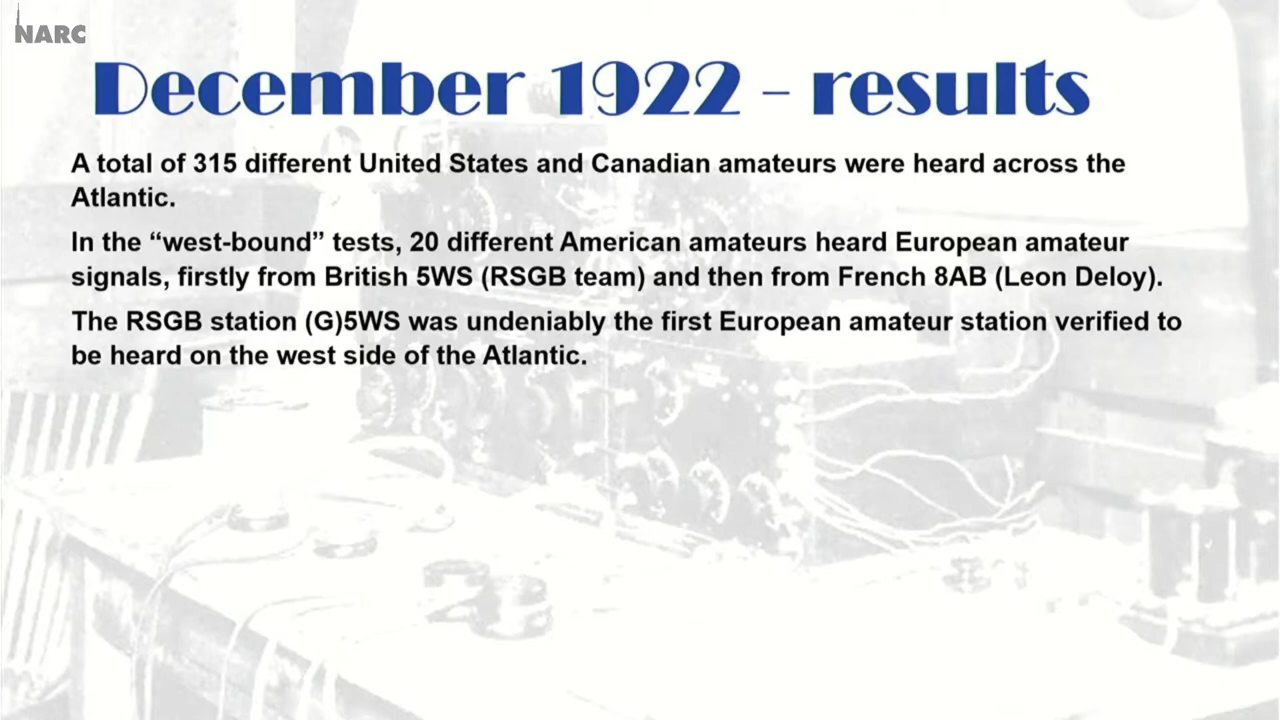 NARC
December 1922 – results
A total of 315 different United States and Canadian amateurs were heard across the
Atlantic.
In the “west-bound” tests, 20 different American amateurs heard European amateur
signals, firstly from British 5WS (RSGB team) and then from French 8AB (Leon Deloy).
The RSGB station (G)5WS was undeniably the first European amateur station verified to
be heard on the west side of the Atlantic.